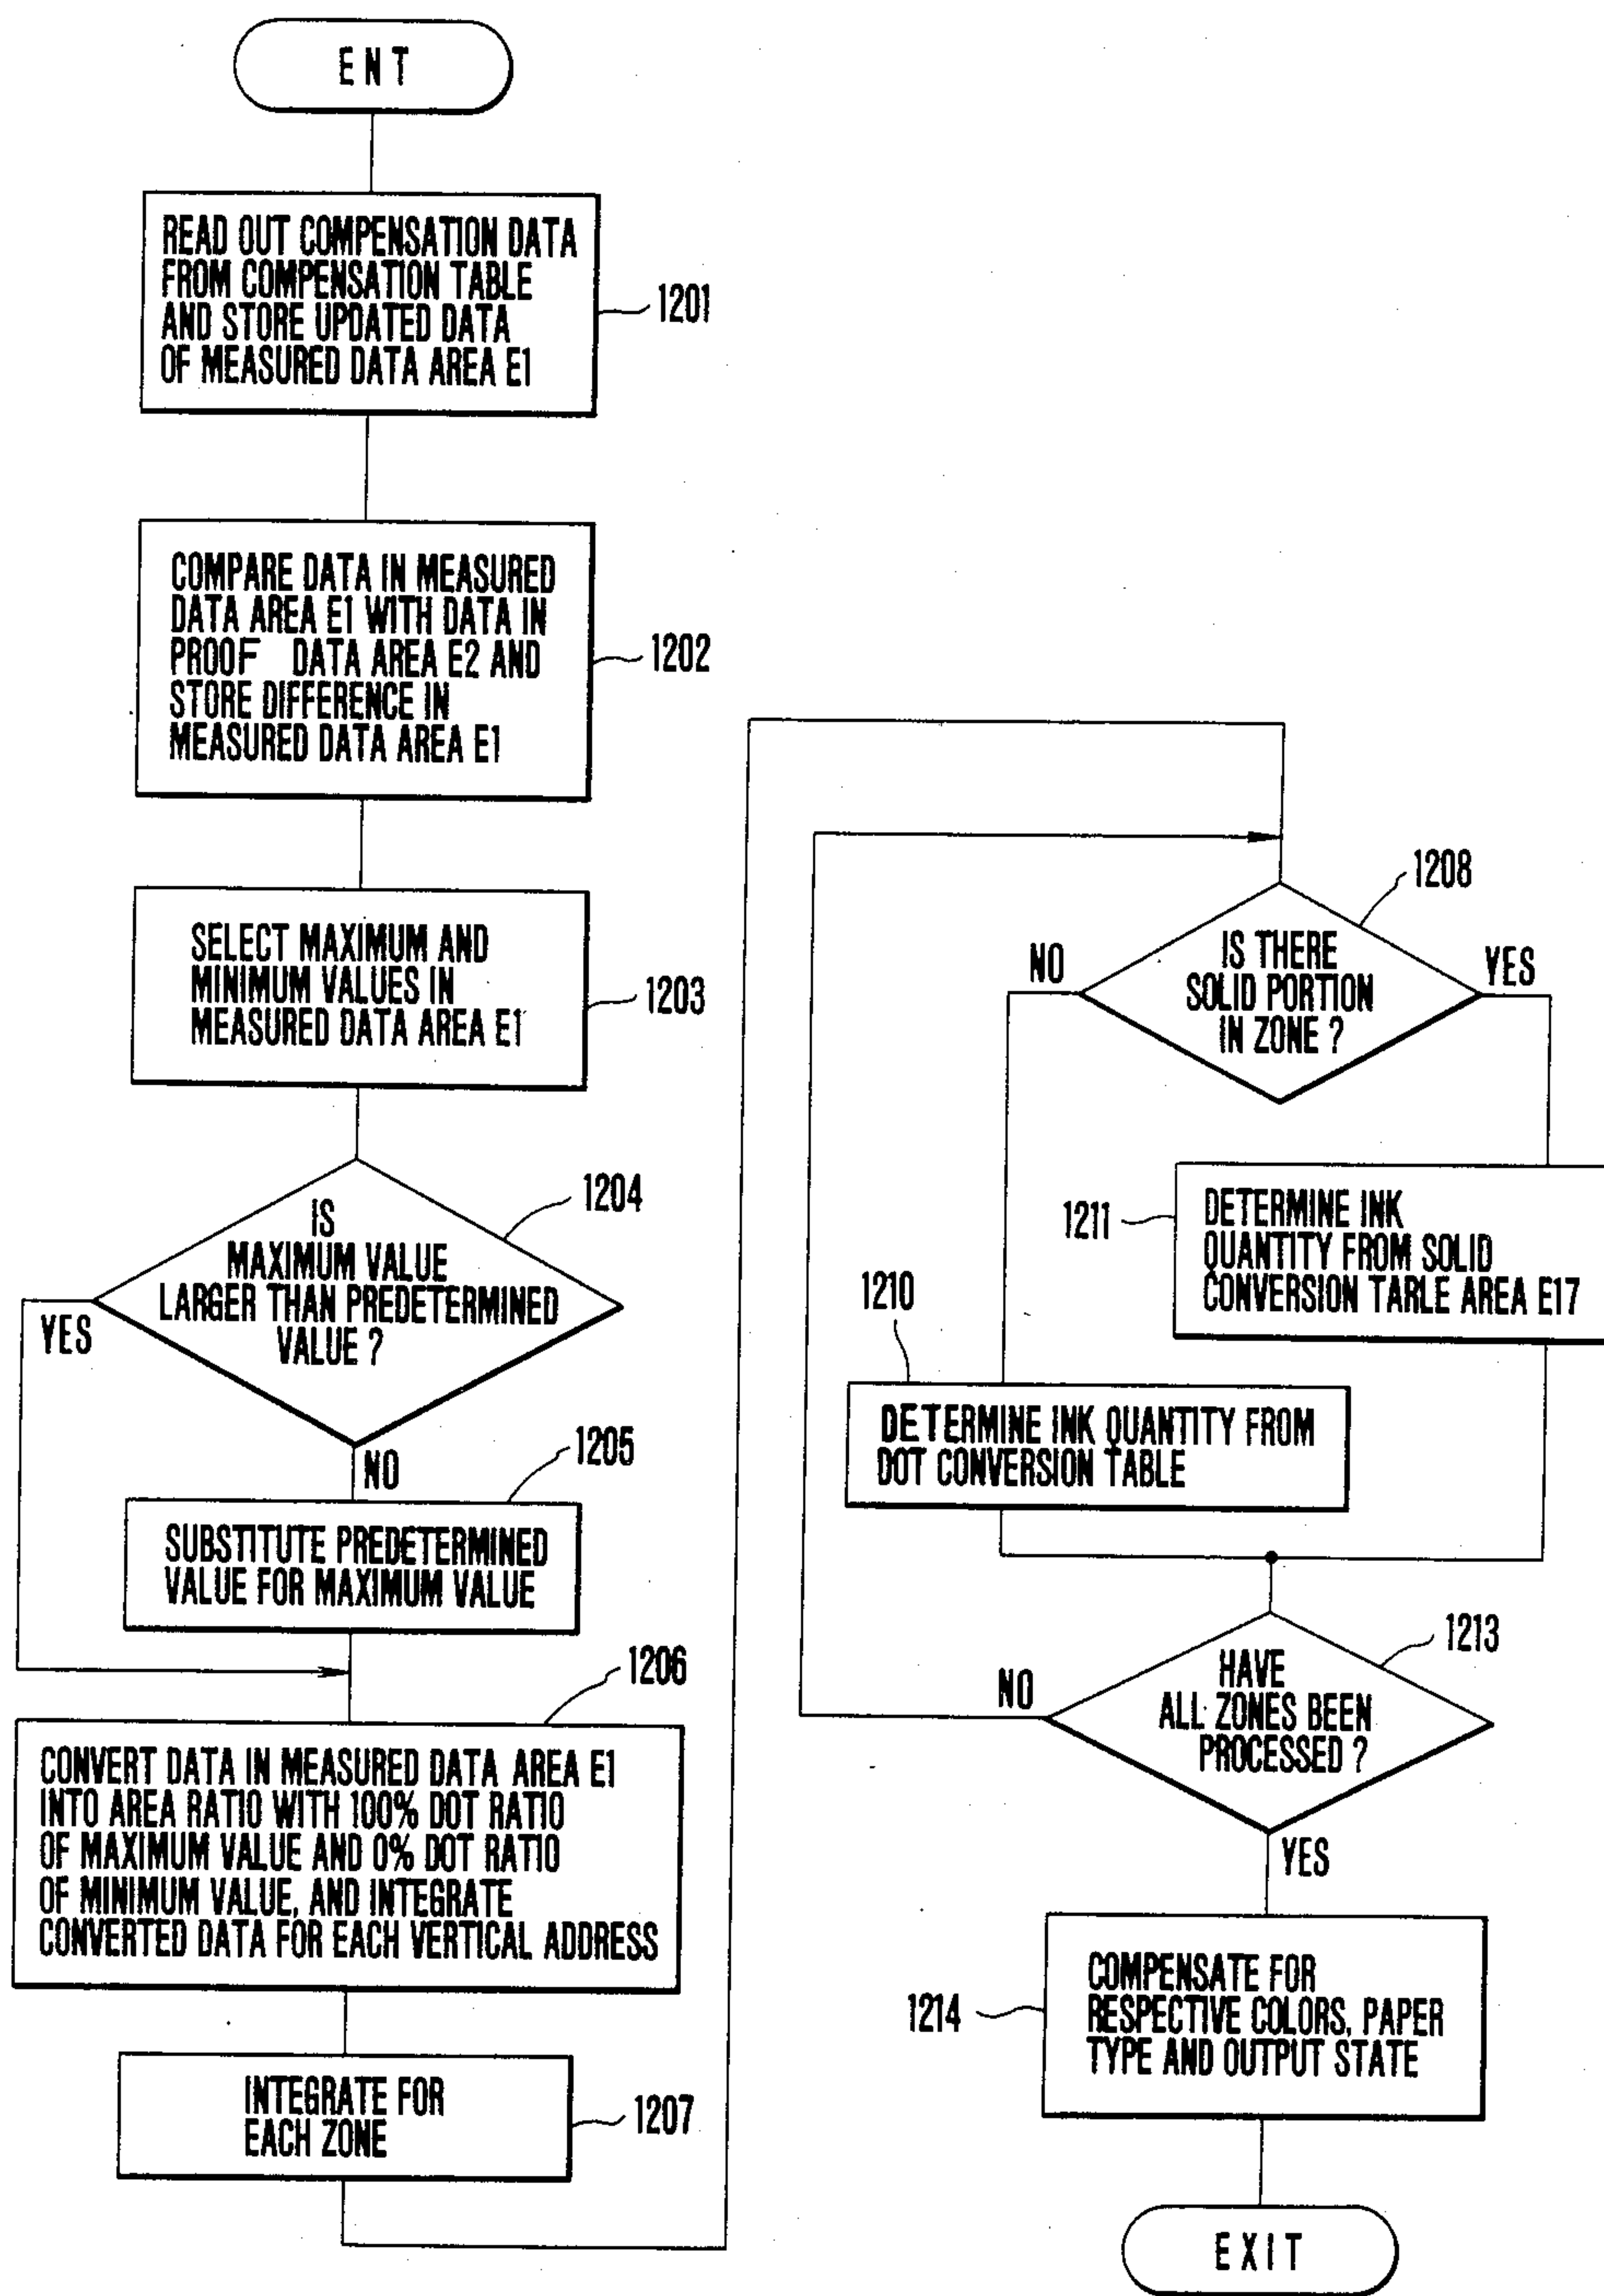 ENT
READ OUT COMPENSATION DATA
FROM COMPENSATION TABLE
AND STORE UPDATED DATA
OF MEASURED DATA AREA E1
1201
COMPARE DATA IN MEASURED
DATA AREA E1 WITH DATA IN
PROOF DATA AREA E2 AND
STORE DIFFERENCE IN
MEASURED DATA AREA E1
1202
SELECT MAXIMUM AND
MINIMUM VALUES IN
MEASURED DATA AREA E1
1203
IS
MAXIMUM VALUE
LARGER THAN PREDETERMINED
VALUE ?
1204
YES
NO
1205
SUBSTITUTE PREDETERMINED
VALUE FOR MAXIMUM VALUE
1206
CONVERT DATA IN MEASURED DATA AREA E1
INTO AREA RATIO WITH 100% DOT RATIO
OF MAXIMUM VALUE AND 0% DOT RATIO
OF MINIMUM VALUE, AND INTEGRATE
CONVERTED DATA FOR EACH VERTICAL ADDRESS
INTEGRATE FOR
EACH ZONE
1207
1208
IS THERE
SOLID PORTION
IN ZONE ?
NO
YES
1211
DETERMINE INK
QUANTITY FROM SOLID
CONVERSION TARLE AREA E17
1210
DETERMINE INK QUANTITY FROM
DOT CONVERSION TABLE
1213
HAVE
ALL ZONES BEEN
PROCESSED ?
NO
YES
1214
COMPENSATE FOR
RESPECTIVE COLORS, PAPER
TYPE AND OUTPUT STATE
EXIT